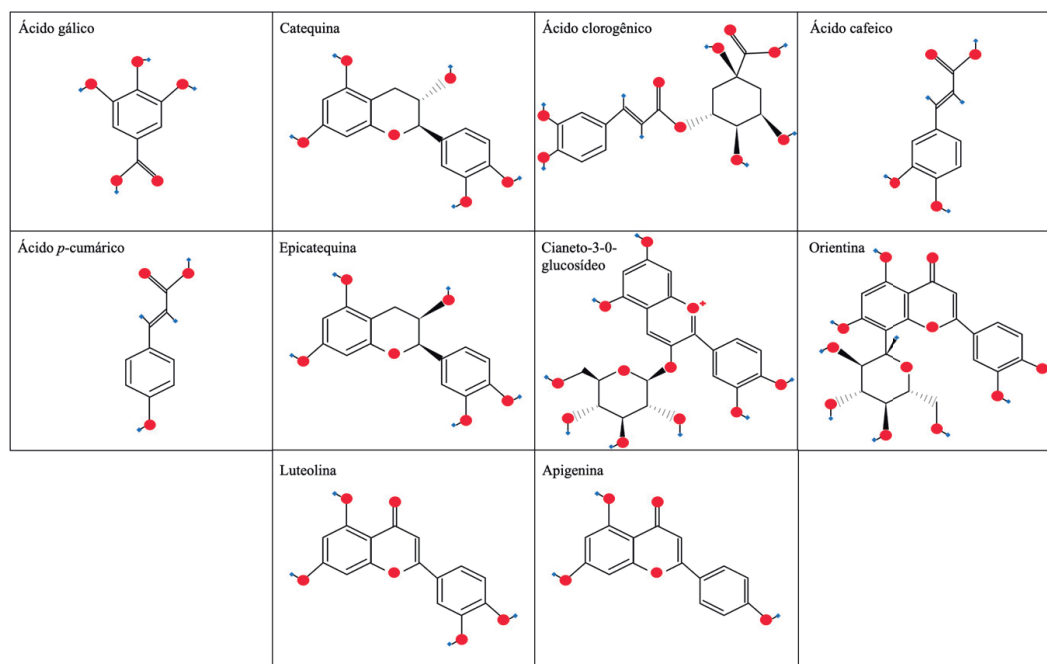 Ácido gálico
Catequina
Ácido clorogênico
Ácido cafeico
Ácido p-cumárico
Epicatequina
Cianeto-3-0-
glucosídeo
Orientina
Luteolina
Apigenina